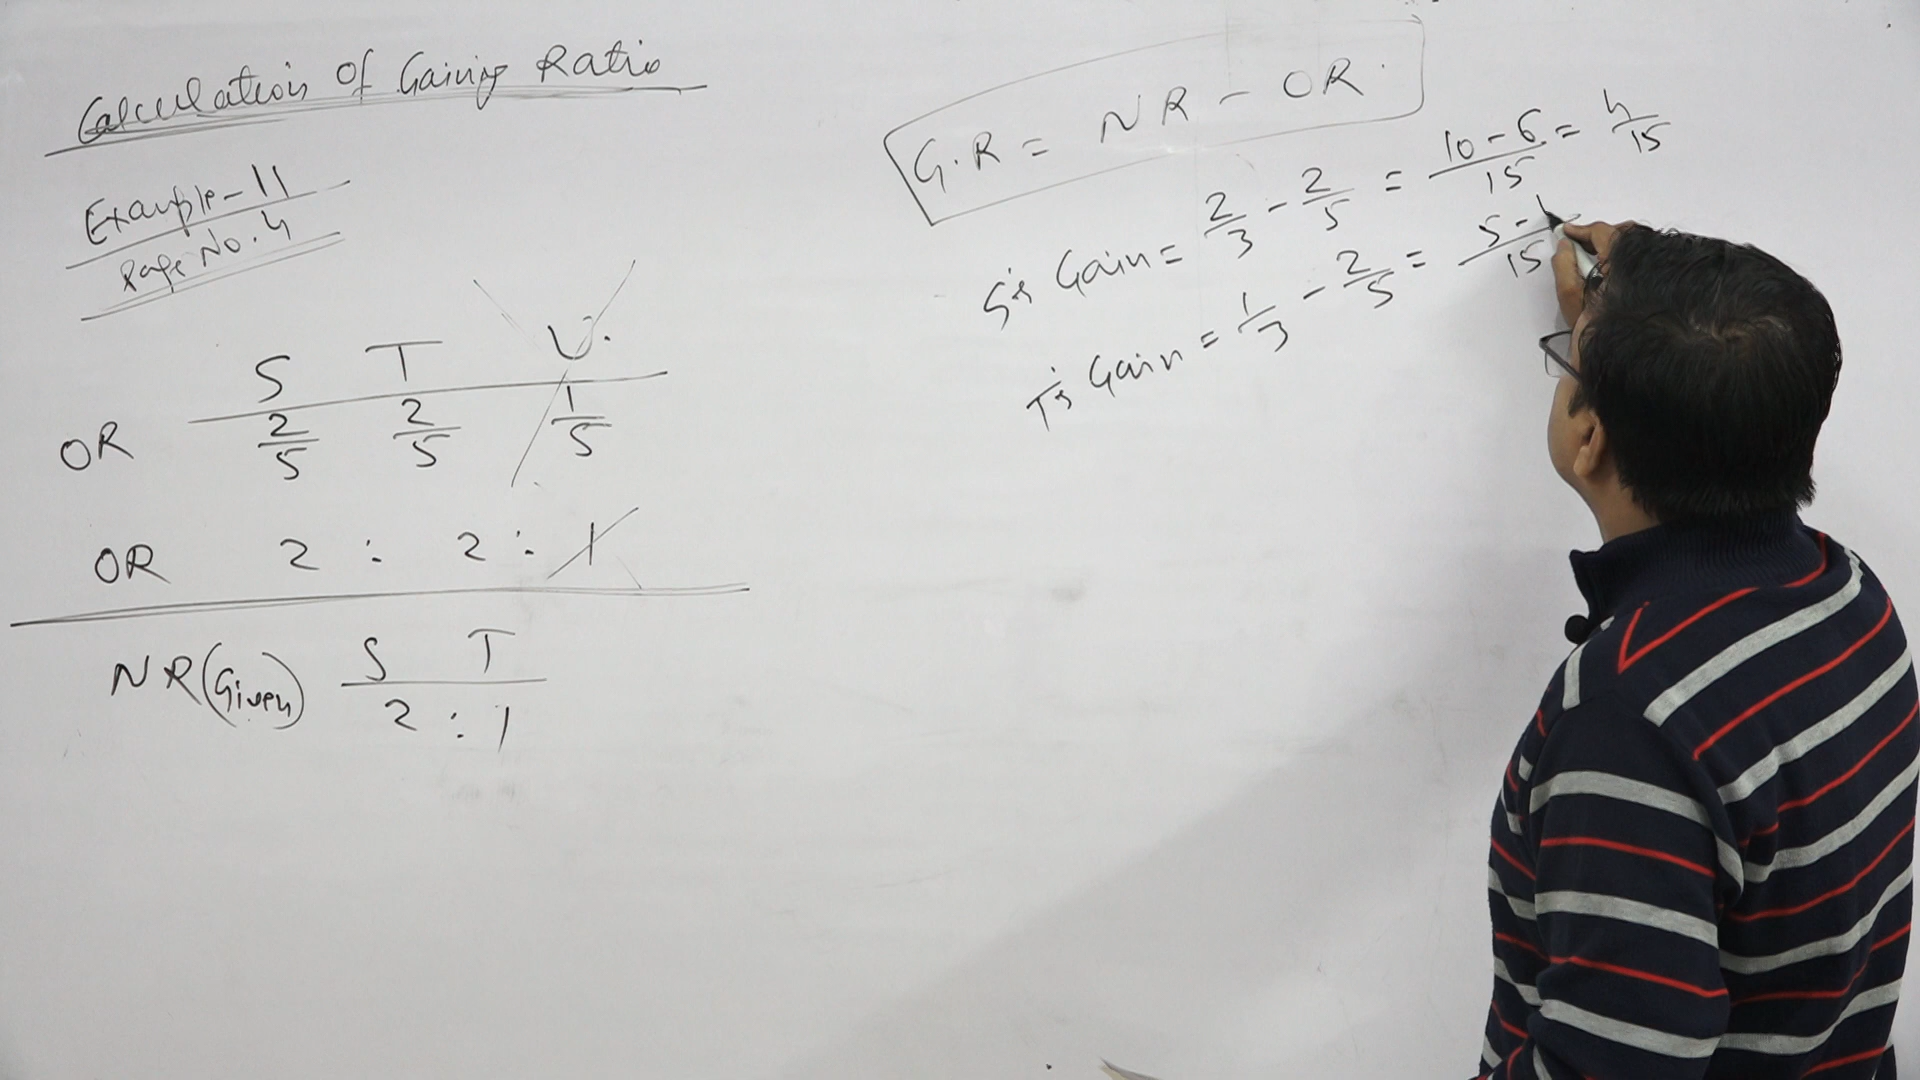 Calculation Of Gaining Ratio
Example-11
Page No. 4
S T U.
OR 2/5 2/5 1/5
OR 2 : 2 : 1
NR(Given) S T
2 : 1
G.R = NR - OR
S's Gain = 2/3 - 2/5 = 10-6/15 = 4/15
T's Gain = 1/3 - 2/5 = 5-/15